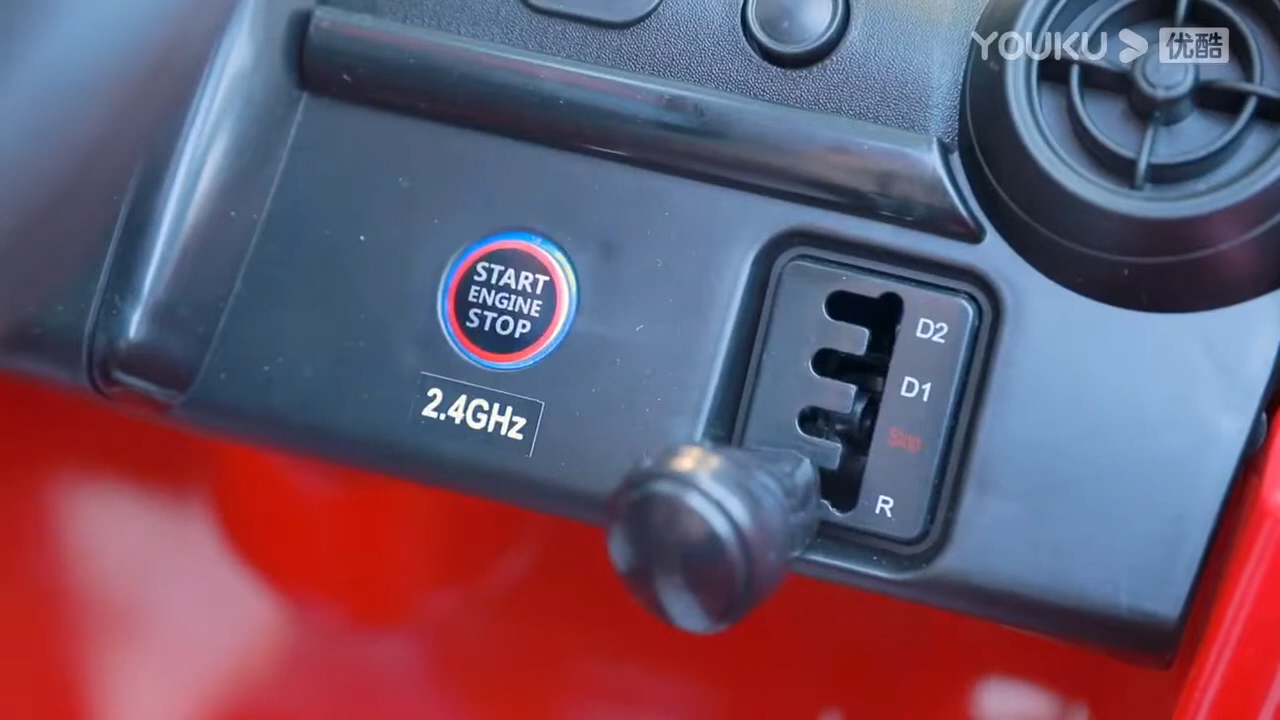 YOUKU 优酷
START
ENGINE
STOP
2.4GHz
D2
D1
Stop
R